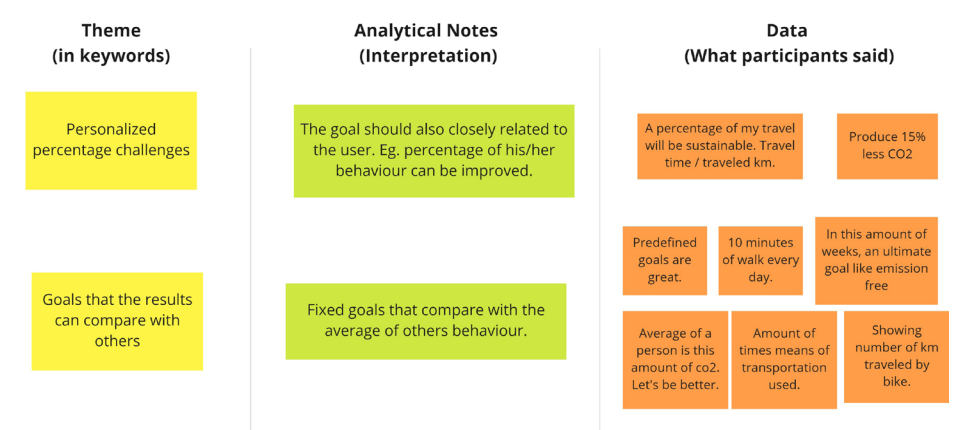 Theme
(in keywords)
Analytical Notes
(Interpretation)
Data
(What participants said)
Personalized
percentage challenges
The goal should also closely related to
the user. Eg. percentage of his/her
behaviour can be improved.
A percentage of my travel
will be sustainable. Travel
time / traveled km.
Produce 15%
less CO2
Goals that the results
can compare with
others
Fixed goals that compare with the
average of others behaviour.
Predefined
goals are
great.
10 minutes
of walk every
day.
In this amount of
weeks, an ultimate
goal like emission
free
Average of a
person is this
amount of co2.
Let's be better.
Amount of
times means of
transportation
used.
Showing
number of km
traveled by
bike.